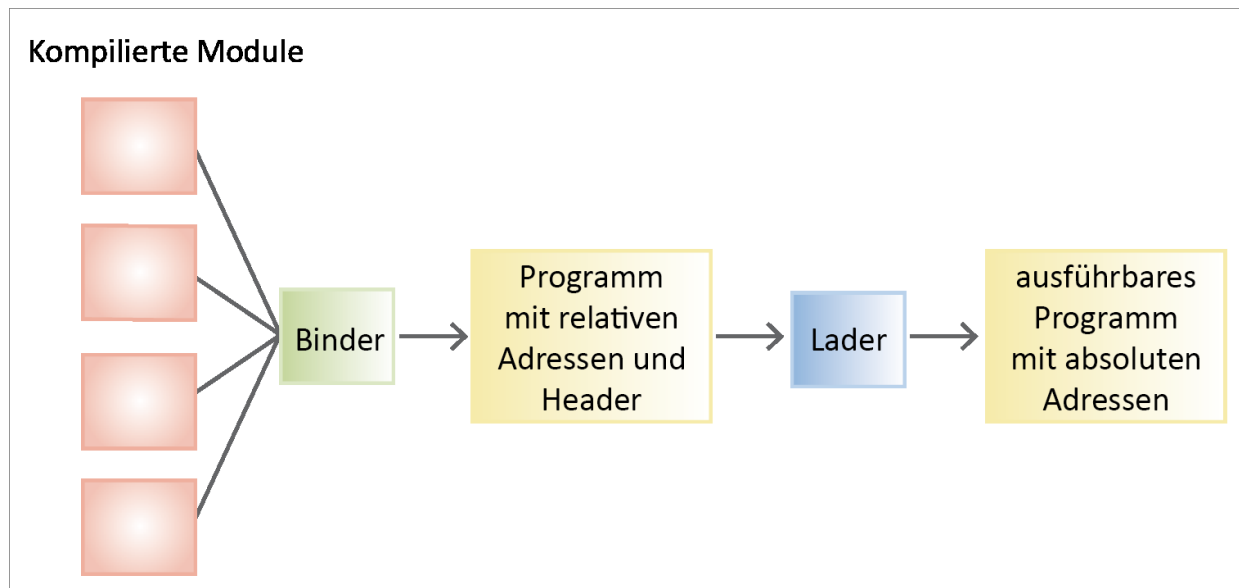 Kompilierte Module
Binder
Programm
mit relativen
Adressen und
Header
Lader
ausführbares
Programm
mit absoluten
Adressen